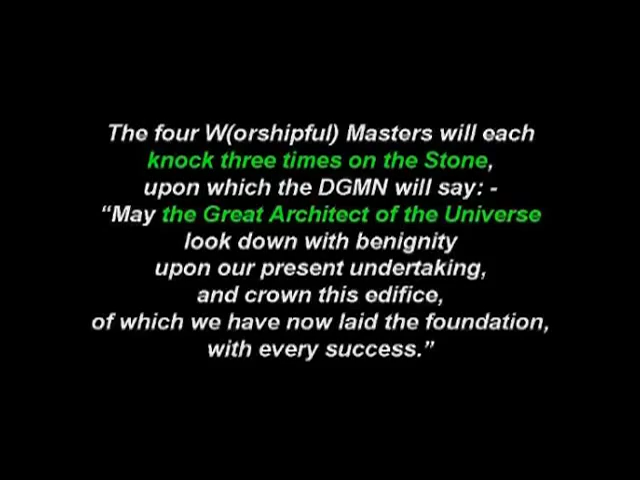 The four W(orshipful) Masters will each
knock three times on the Stone,
upon which the DGMN will say: -
“May the Great Architect of the Universe
look down with benignity
upon our present undertaking,
and crown this edifice,
of which we have now laid the foundation,
with every success.”